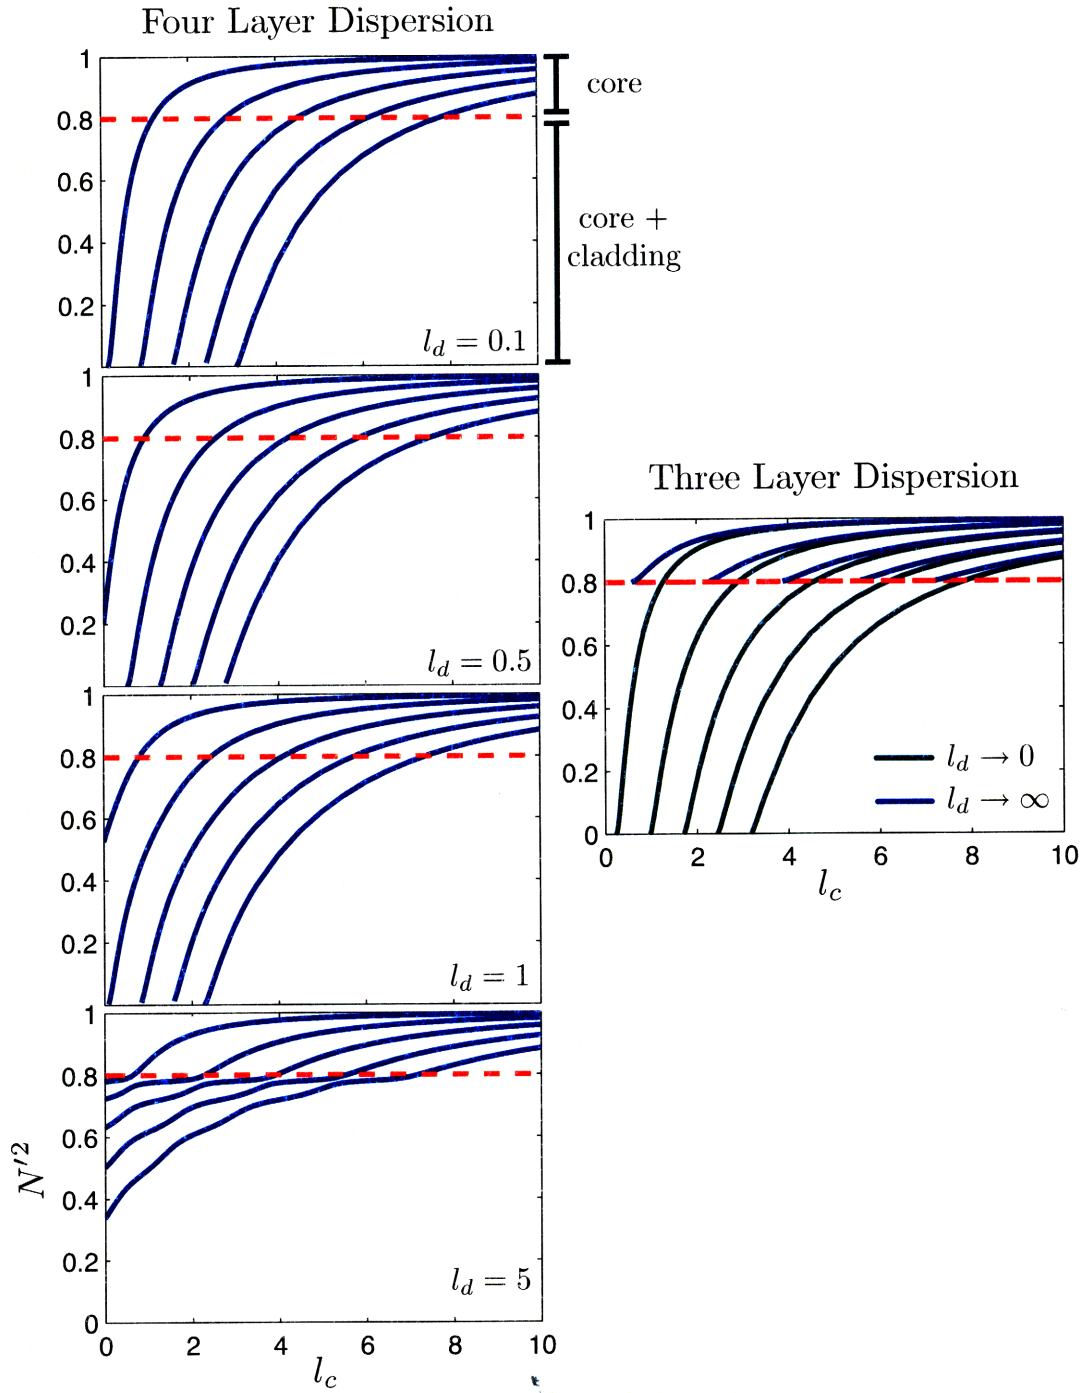 Four Layer Dispersion
1
0.8
0.6
0.4
0.2
core
core +
cladding
l_d = 0.1
1
0.8
0.6
0.4
0.2
l_d = 0.5
1
0.8
0.6
0.4
0.2
l_d = 1
1
0.8
0.6
0.4
0.2
0
N'^2
l_d = 5
0 2 4 6 8 10
l_c
Three Layer Dispersion
1
0.8
0.6
0.4
0.2
0
l_d → 0
l_d → ∞
0 2 4 6 8 10
l_c